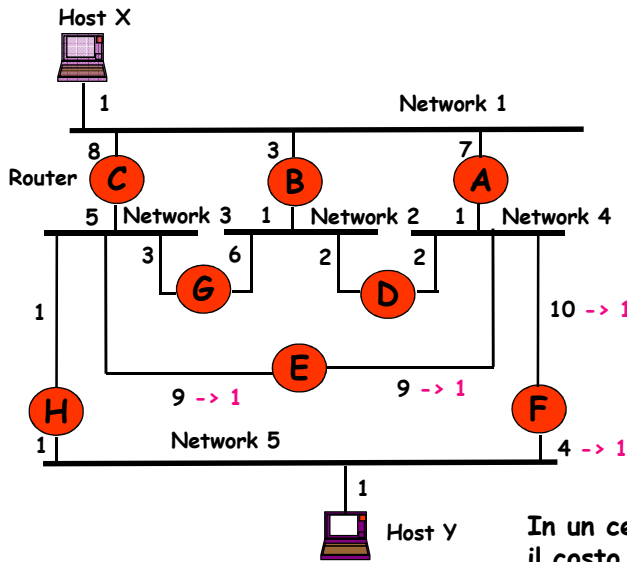 Host X
1
Network 1
8 3 7
Router C B A
5 Network 3 1 Network 2 1 Network 4
3 6 2 2
G D
1 10 -> 1
E
9 -> 1 9 -> 1
H F
1 Network 5 4 -> 1
1
Host Y
In un
il costo